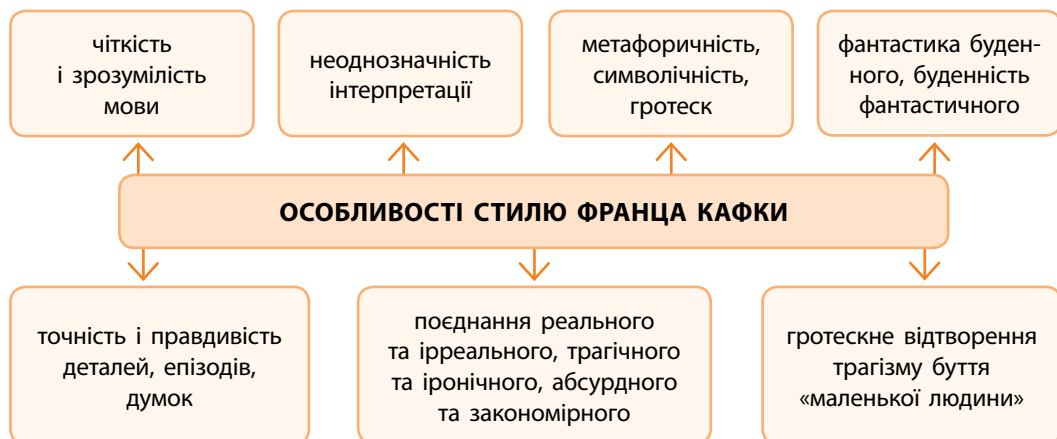 чіткість
і зрозумілість
мови
неоднозначність
інтерпретації
метафоричність,
символічність,
гротеск
фантастика буден-
ного, буденність
фантастичного
ОСОБЛИВОСТІ СТИЛЮ ФРАНЦА КАФКИ
точність і правдивість
деталей, епізодів,
думок
поєднання реального
та ірреального, трагічного
та іронічного, абсурдного
та закономірного
гротескне відтворення
трагізму буття
«маленької людини»